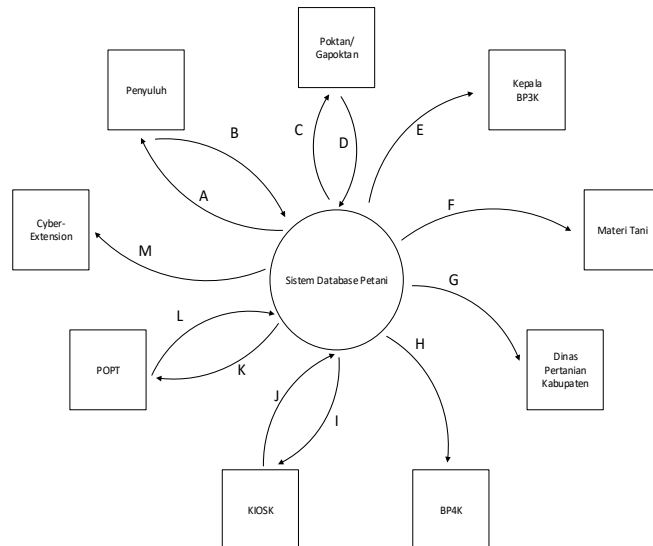 Poktan/
Gapoktan
Kepala
BP3K
Penyuluh
B
C
D
E
A
Cyber-
Extension
M
F
Materi Tani
Sistem Database Petani
G
L
K
H
POPT
Dinas
Pertanian
Kabupaten
J
I
KIOSK
BP4K